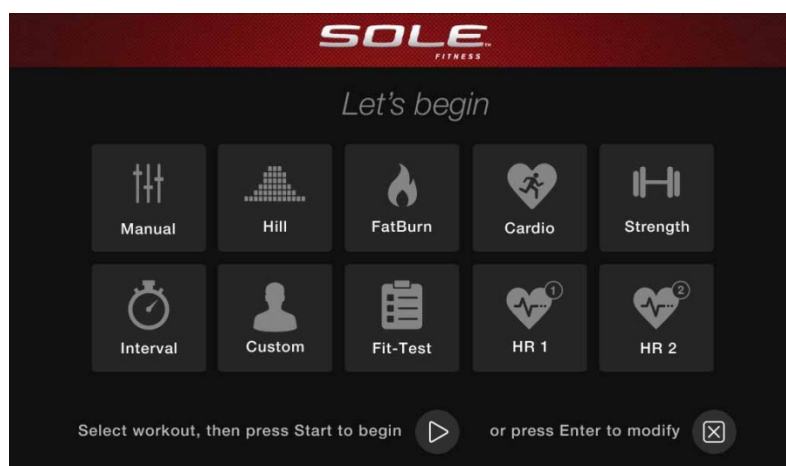 SOLE™
FITNESS
Let's begin
Manual
Hill
FatBurn
Cardio
Strength
Interval
Custom
Fit-Test
1
HR 1
2
HR 2
Select workout, then press Start to begin
or press Enter to modify